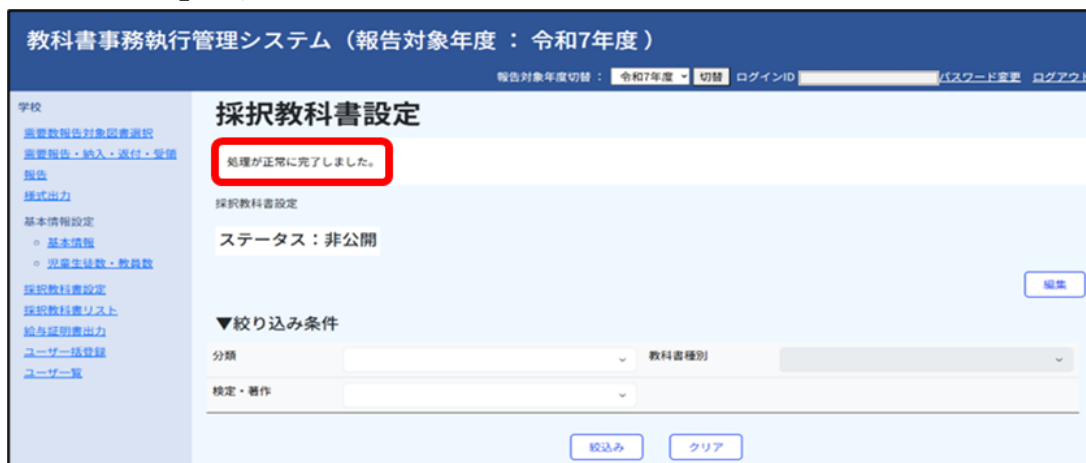 教科書事務執行管理システム（報告対象年度 ： 令和7年度 ）
報告対象年度切替 ： 令和7年度 切替 ログインID パスワード変更 ログアウト
学校
需要数報告対象図書選択
需要報告・納入・返付・受領
報告
様式出力
基本情報設定
基本情報
児童生徒数・教員数
採択教科書設定
採択教科書リスト
給与証明書出力
ユーザ一括登録
ユーザ一覧
採択教科書設定
処理が正常に完了しました。
採択教科書設定
ステータス：非公開
編集
▼絞り込み条件
分類 教科書種別
検定・著作
絞込み クリア